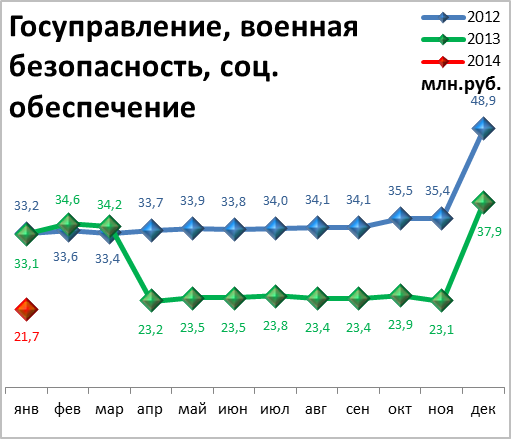 Госуправление, военная
безопасность, соц.
обеспечение
2012
2013
2014
млн.руб.
48,9
33,2 34,6 34,2 33,7 33,9 33,8 34,0 34,1 34,1 35,5 35,4
33,1 33,6 33,4 37,9
21,7 23,2 23,5 23,5 23,8 23,4 23,4 23,9 23,1
янв фев мар апр май июн июл авг сен окт ноя дек